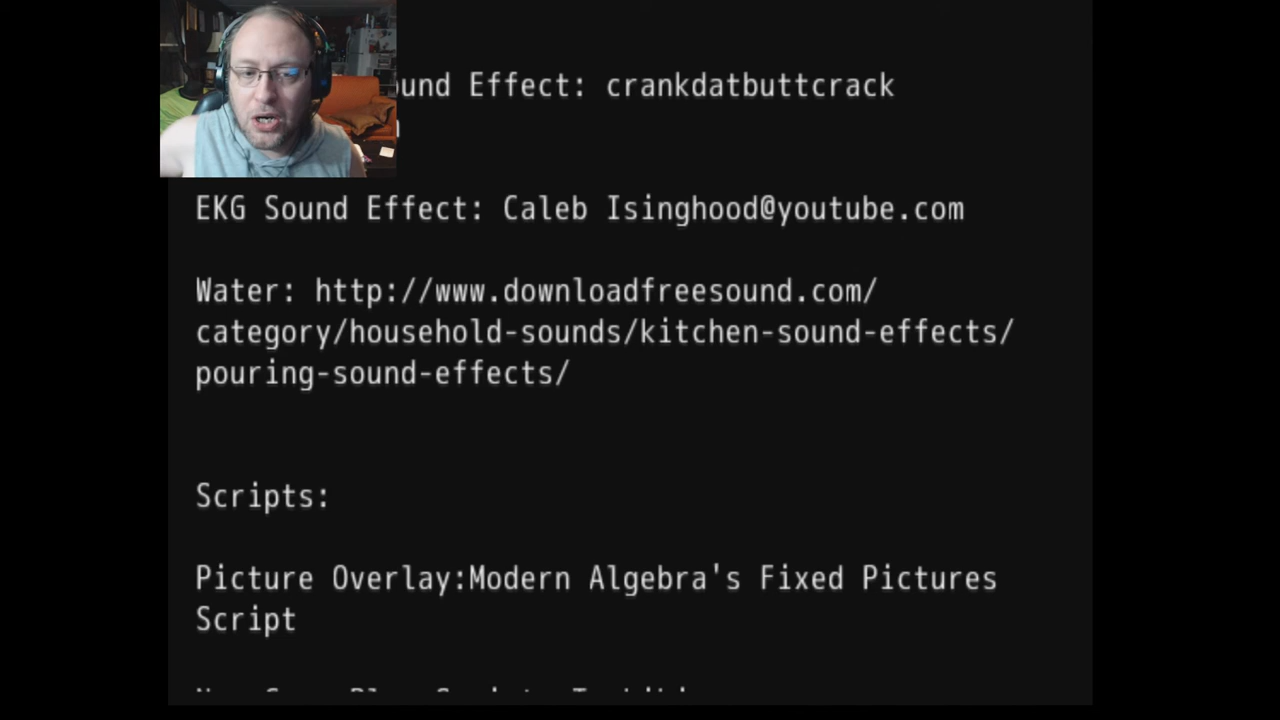 und Effect: crankdatbuttcrack
EKG Sound Effect: Caleb Isinghood@youtube.com
Water: http://www.downloadfreesound.com/
category/household-sounds/kitchen-sound-effects/
pouring-sound-effects/
Scripts:
Picture Overlay:Modern Algebra's Fixed Pictures
Script